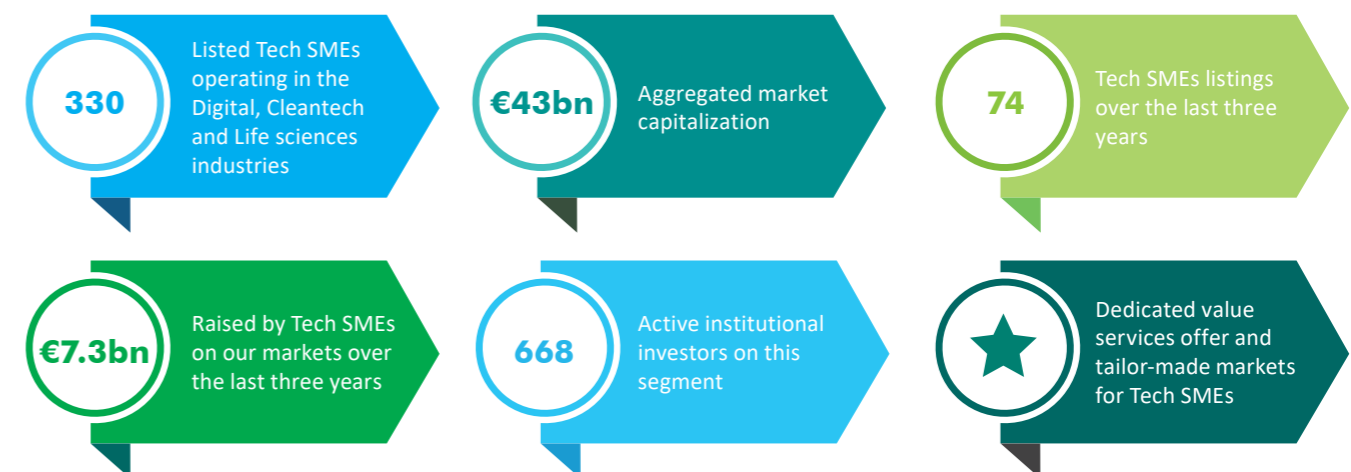 330
Listed Tech SMEs
operating in the
Digital, Cleantech
and Life sciences
industries
€43bn
Aggregated market
capitalization
74
Tech SMEs listings
over the last three
years
€7.3bn
Raised by Tech SMEs
on our markets over
the last three years
668
Active institutional
investors on this
segment
Dedicated value
services offer and
tailor-made markets
for Tech SMEs